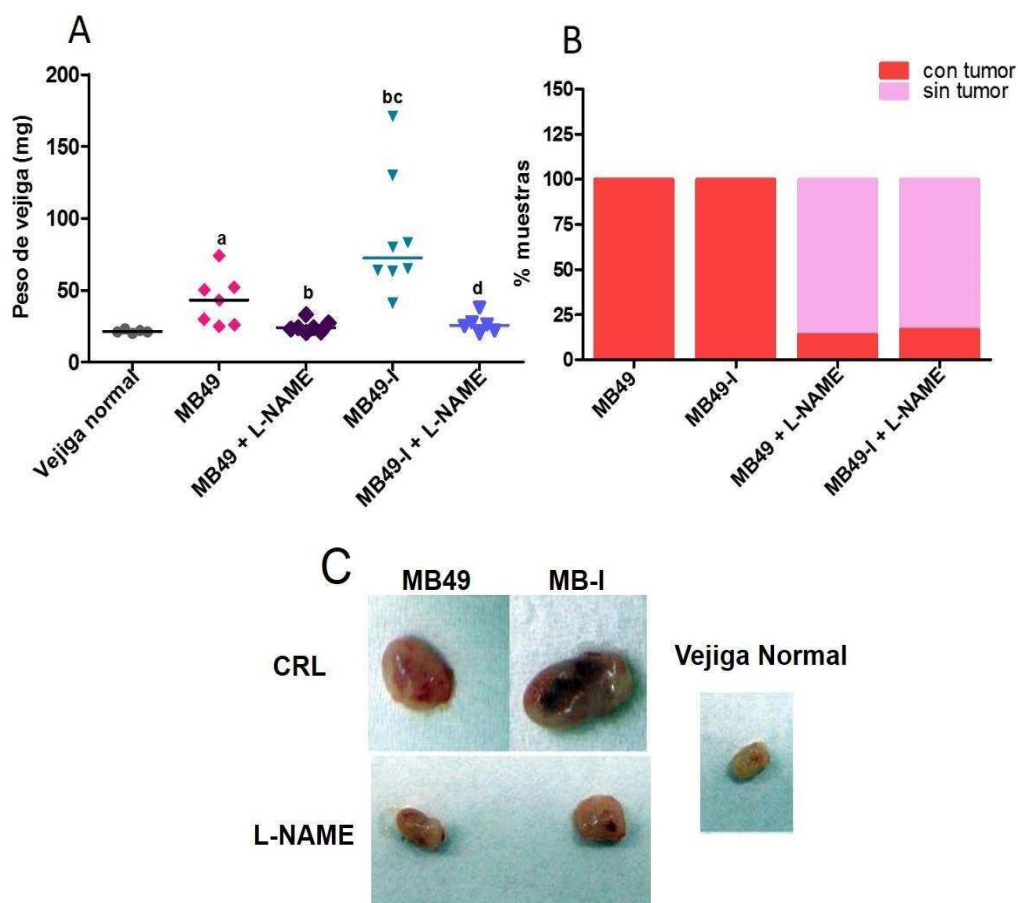 A
B
con tumor
sin tumor
Peso de vejiga (mg)
200
150
100
50
0
a
b
bc
d
Vejiga normal
MB49
MB49 + L-NAME
MB49-I
MB49-I + L-NAME
% muestras
150
125
100
75
50
25
0
MB49
MB49-I
MB49 + L-NAME
MB49-I + L-NAME
C
MB49 MB-I
CRL
Vejiga Normal
L-NAME